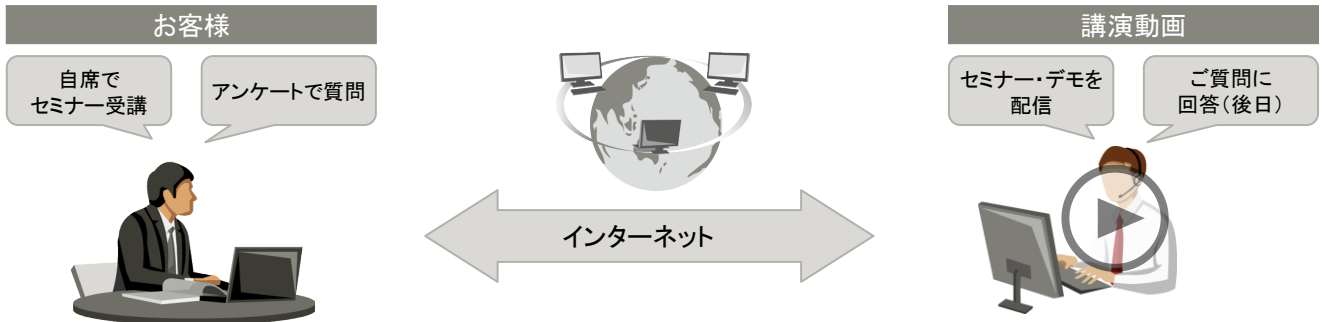 お客様
自席で
セミナー受講
アンケートで質問
インターネット
講演動画
セミナー・デモを
配信
ご質問に
回答(後日)